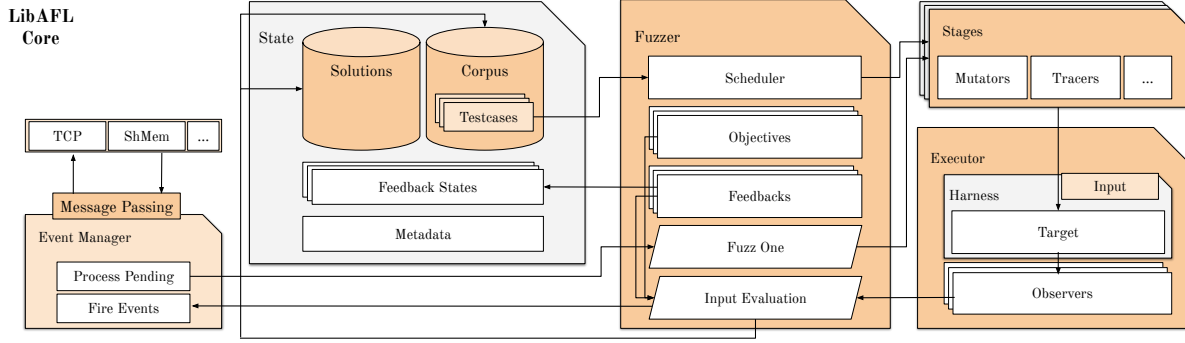 LibAFL
Core
State
Solutions
Corpus
Testcases
Feedback States
Metadata
TCP
ShMem
...
Message Passing
Event Manager
Process Pending
Fire Events
Fuzzer
Scheduler
Objectives
Feedbacks
Fuzz One
Input Evaluation
Stages
Mutators
Tracers
...
Executor
Input
Harness
Target
Observers